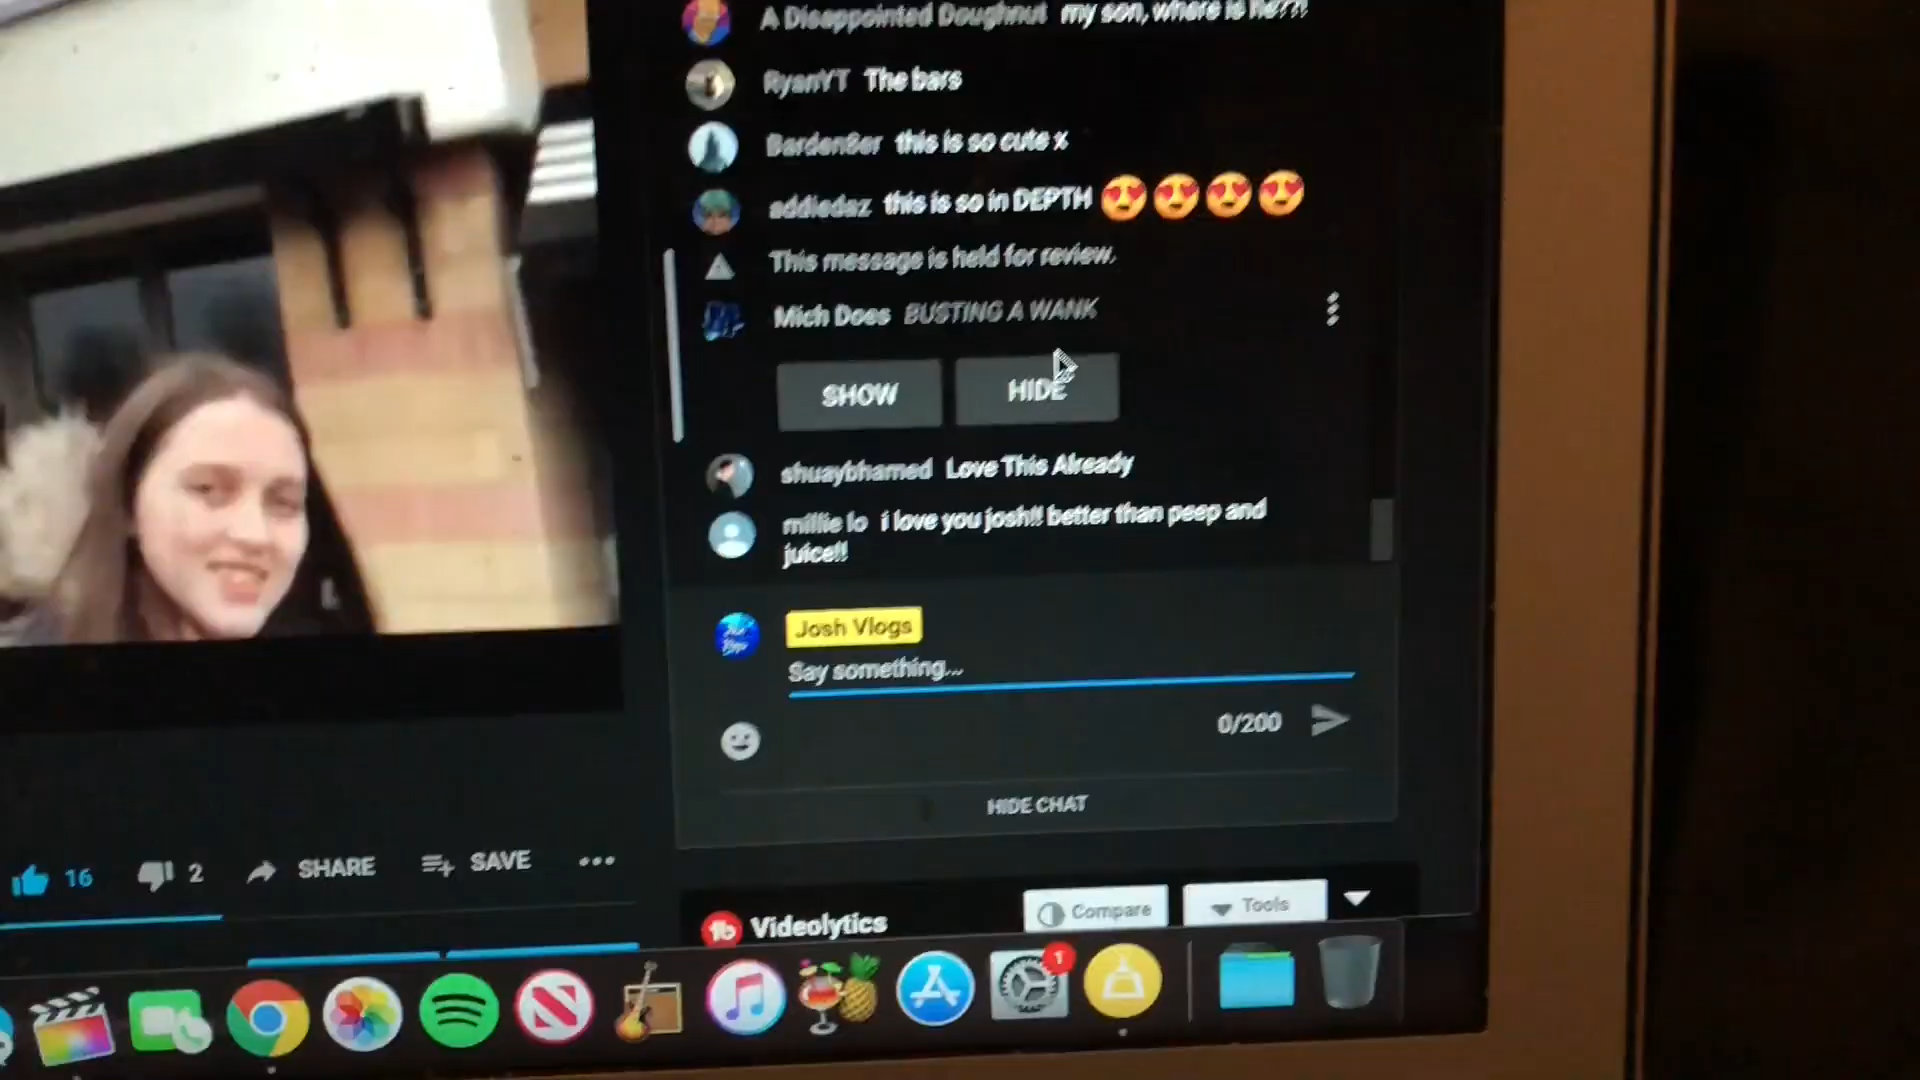 A Disappointed Doughnut my son, where is he??!
RyanYT The bars
Barden8er this is so cute x
addiedaz this is so in DEPTH 😍😍😍😍
This message is held for review.
Mich Does BUSTING A WANK
SHOW HIDE
shuaybhamed Love This Already
millie lo i love you josh!! better than peep and
juice!!
Josh Vlogs
Say something...
0/200
HIDE CHAT
16 2 SHARE SAVE
Videolytics Compare Tools
1